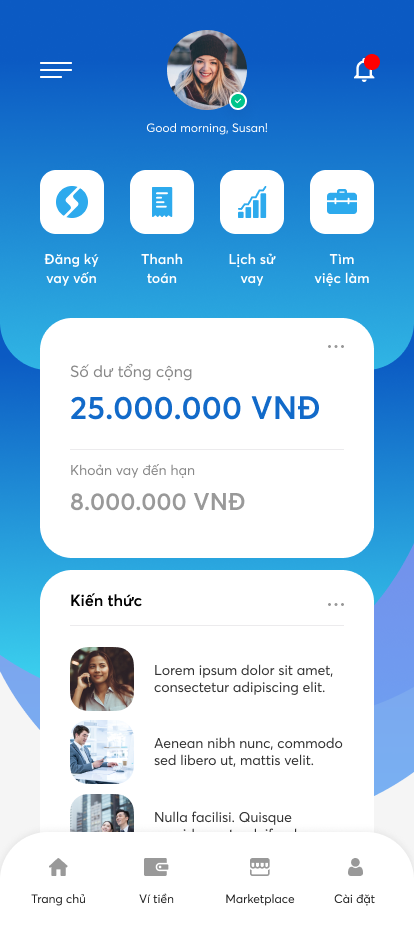 Good morning, Susan!
Đăng ký
vay vốn
Thanh
toán
Lịch sử
vay
Tìm
việc làm
Số dư tổng cộng
25.000.000 VNĐ
Khoản vay đến hạn
8.000.000 VNĐ
Kiến thức
Lorem ipsum dolor sit amet,
consectetur adipiscing elit.
Aenean nibh nunc, commodo
sed libero ut, mattis velit.
Nulla facilisi. Quisque
Trang chủ
Ví tiền
Marketplace
Cài đặt